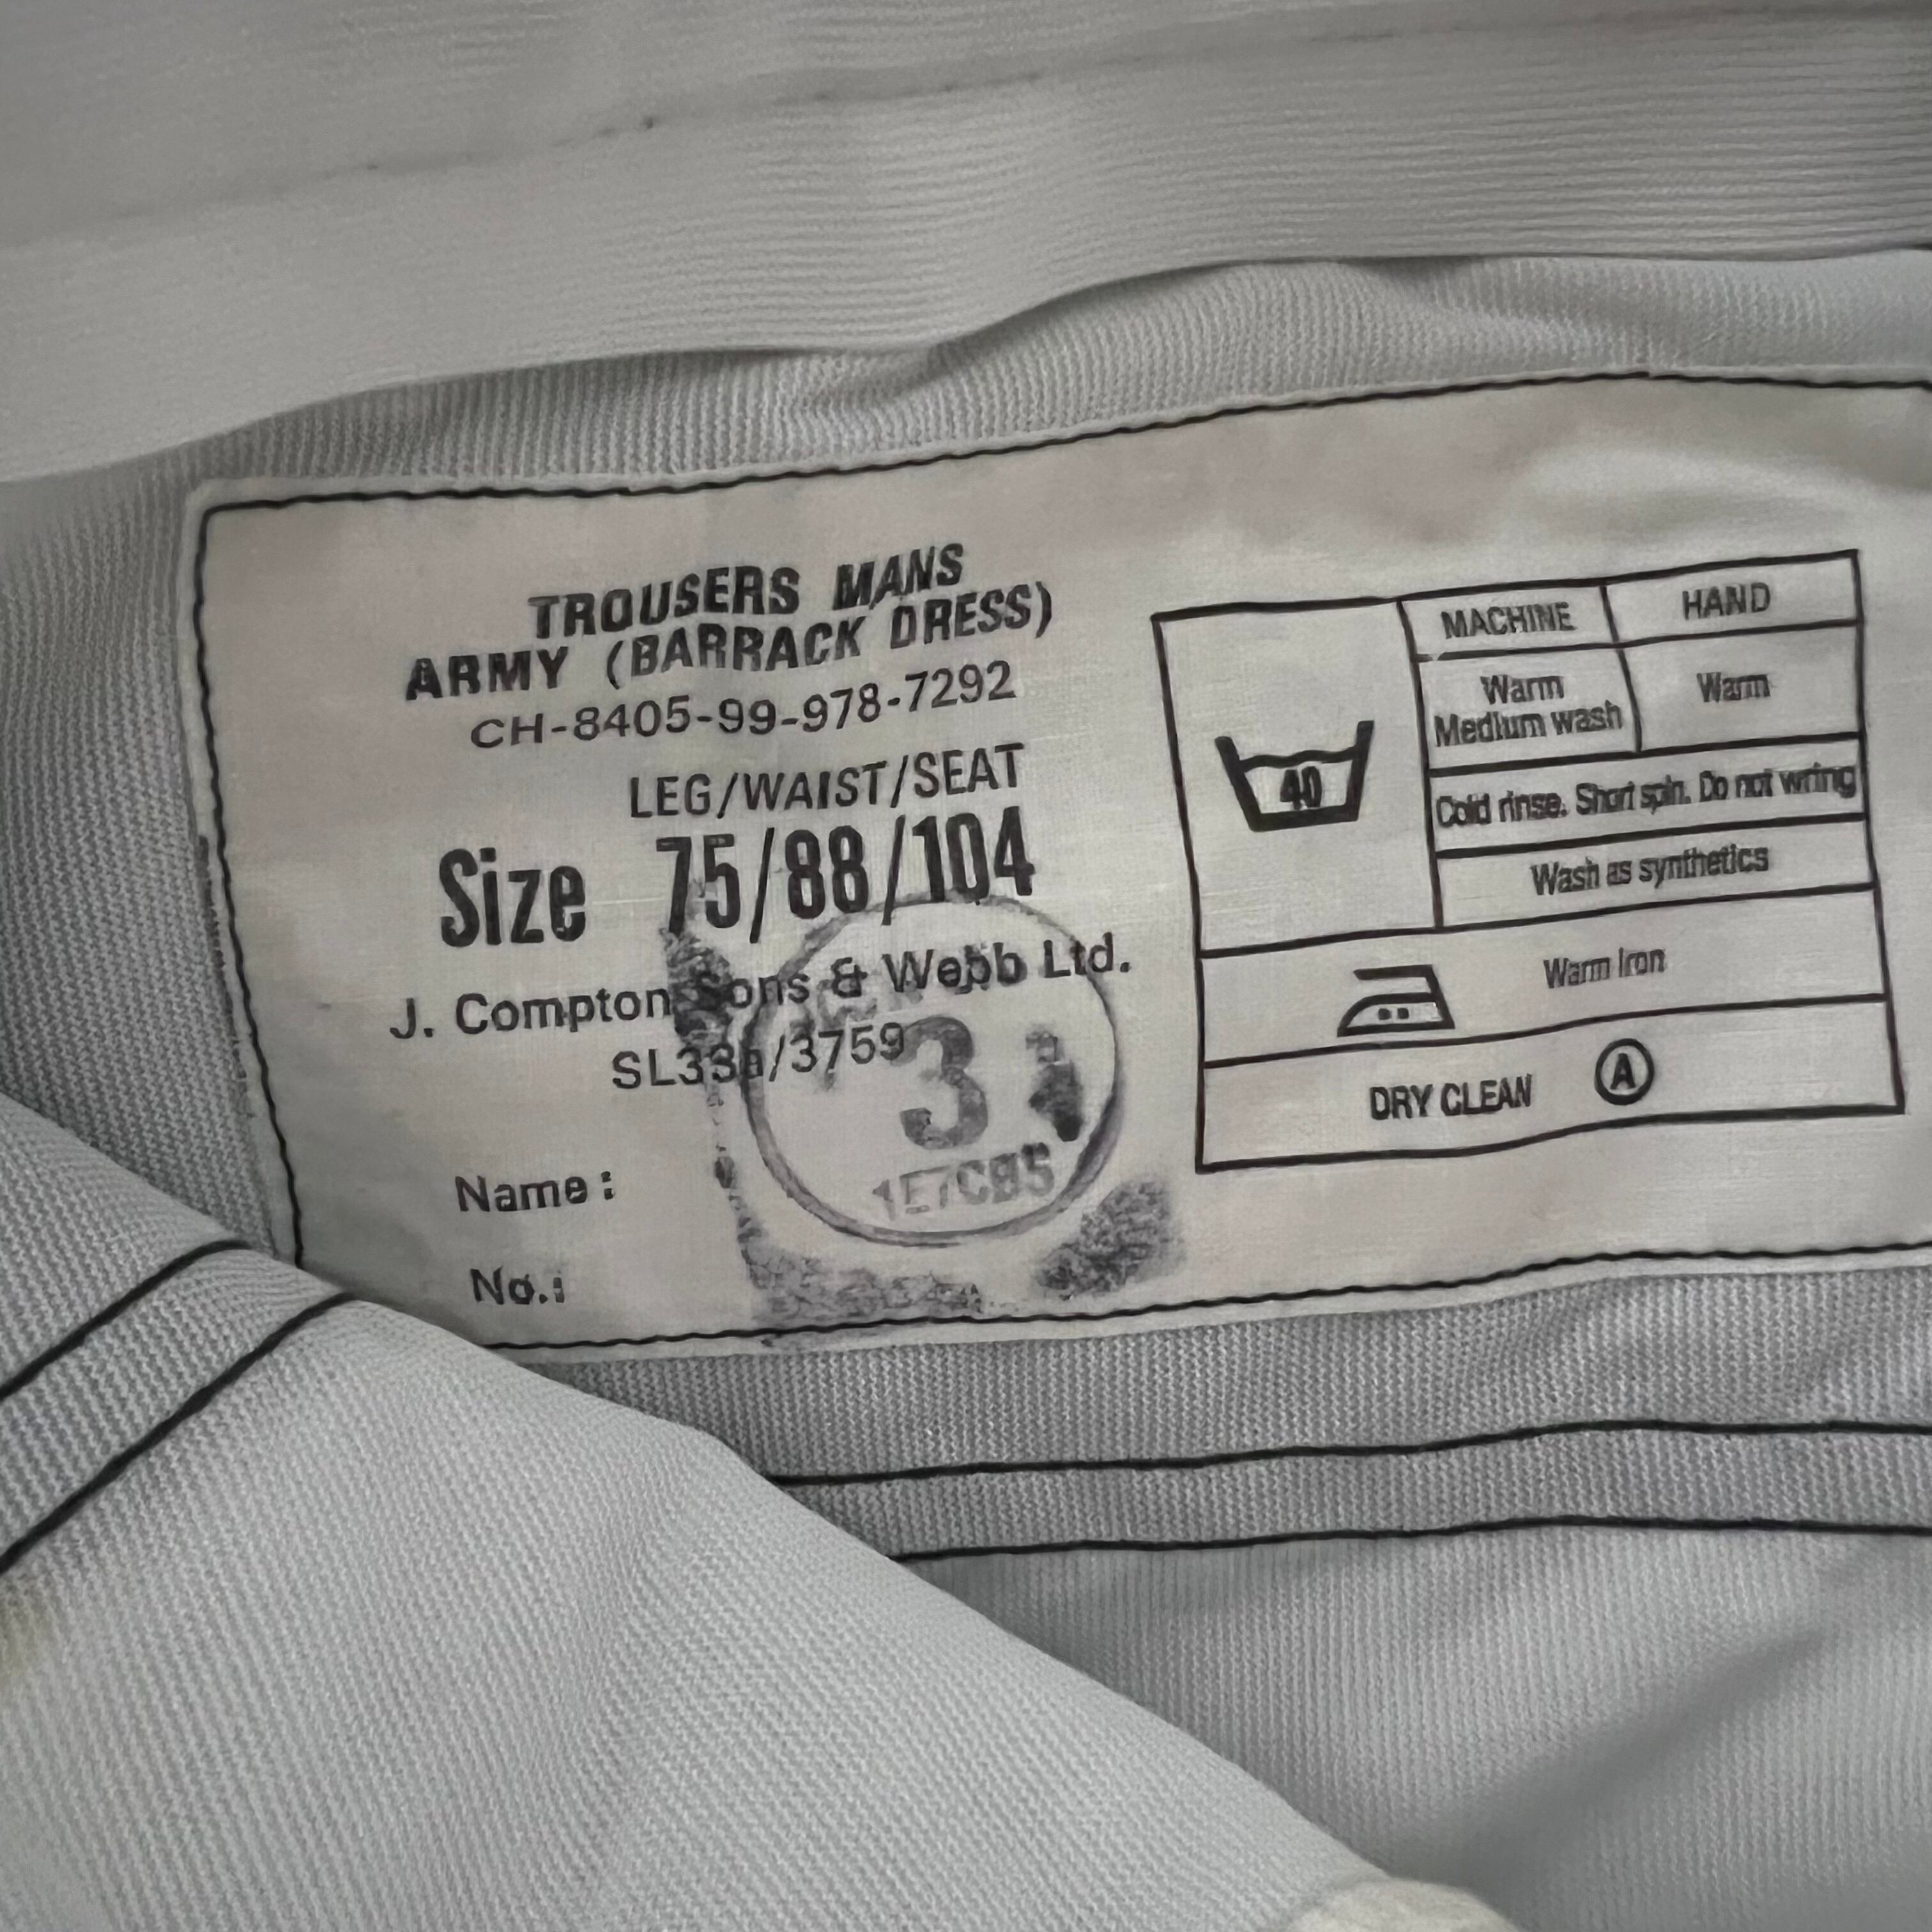 TROUSERS MANS
ARMY (BARRACK DRESS)
CH-8405-99-978-7292
LEG/WAIST/SEAT
Size 75/88/104
J. Compton Sons & Webb Ltd.
SL33a/3759
3
Name:
No.:
MACHINE HAND
Warm
Medium wash
Warm
40
Cold rinse. Short spin. Do not wring
Wash as synthetics
Warm Iron
DRY CLEAN A